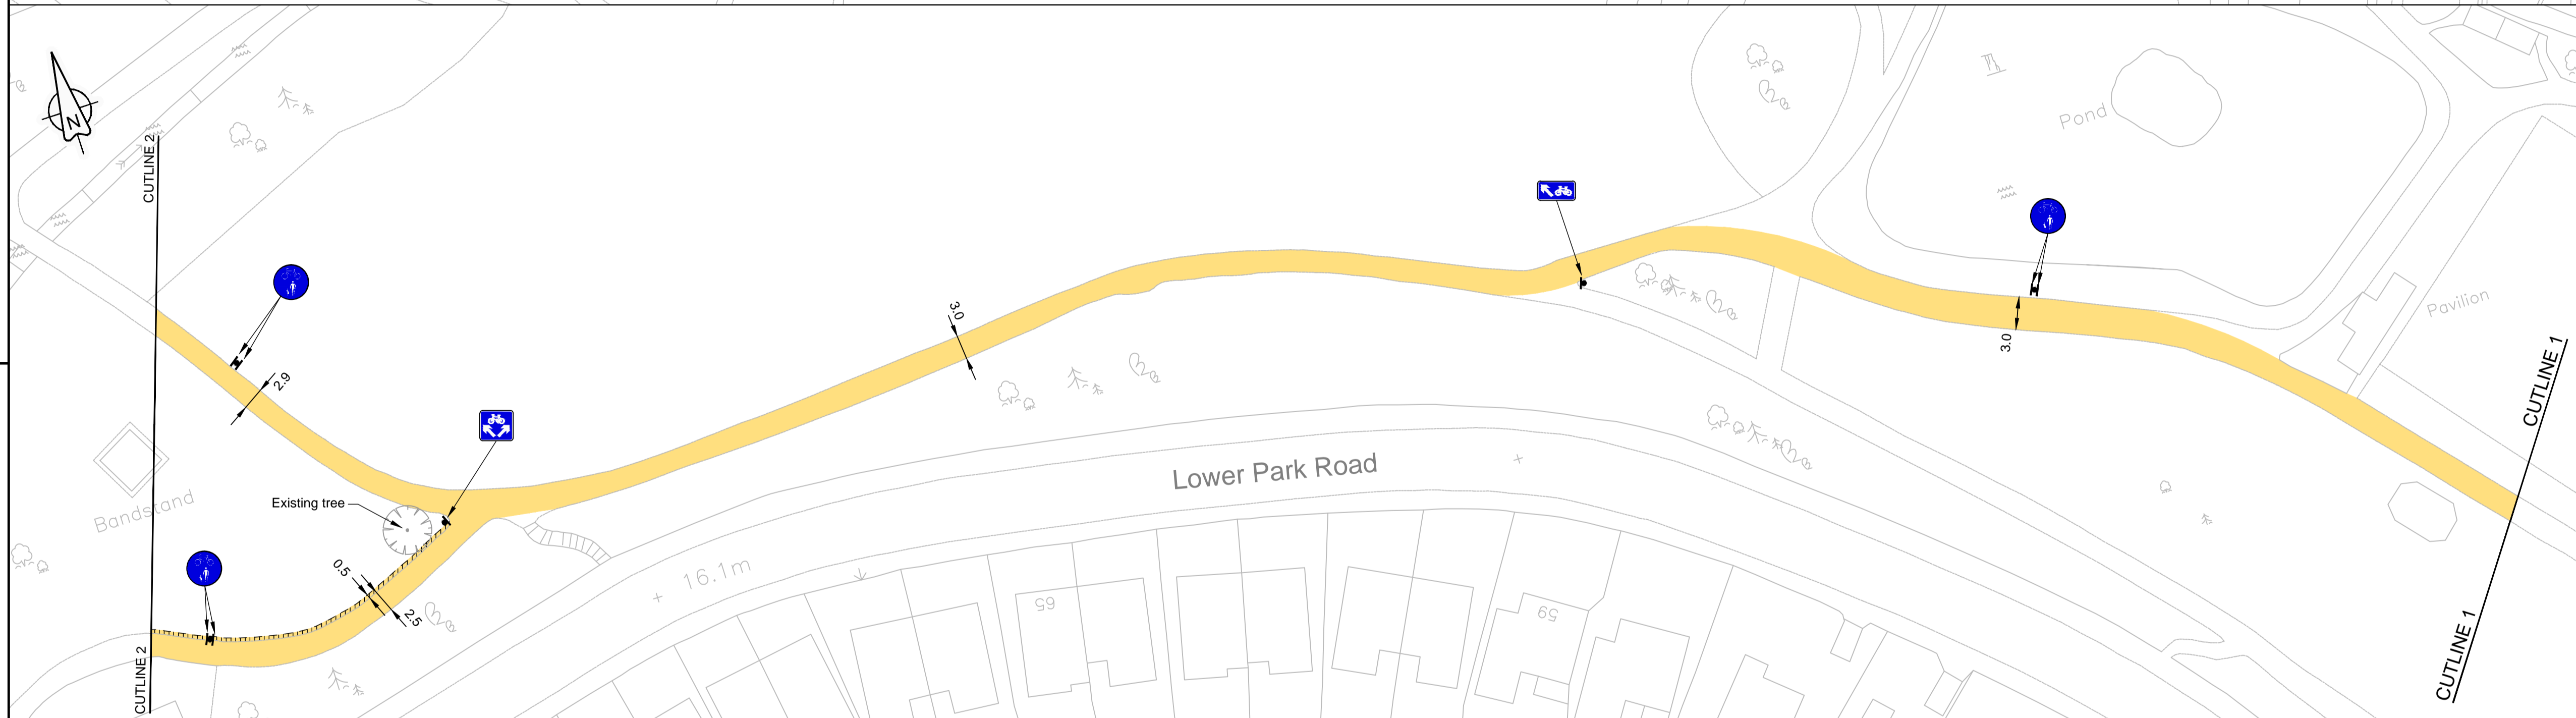 N
CUTLINE 2
Pond
3.0
Pavilion
3.0
CUTLINE 1
2.9
Lower Park Road
Existing tree
Bandstand
0.5
2.5
16.1m
65
59
CUTLINE 2
CUTLINE 1